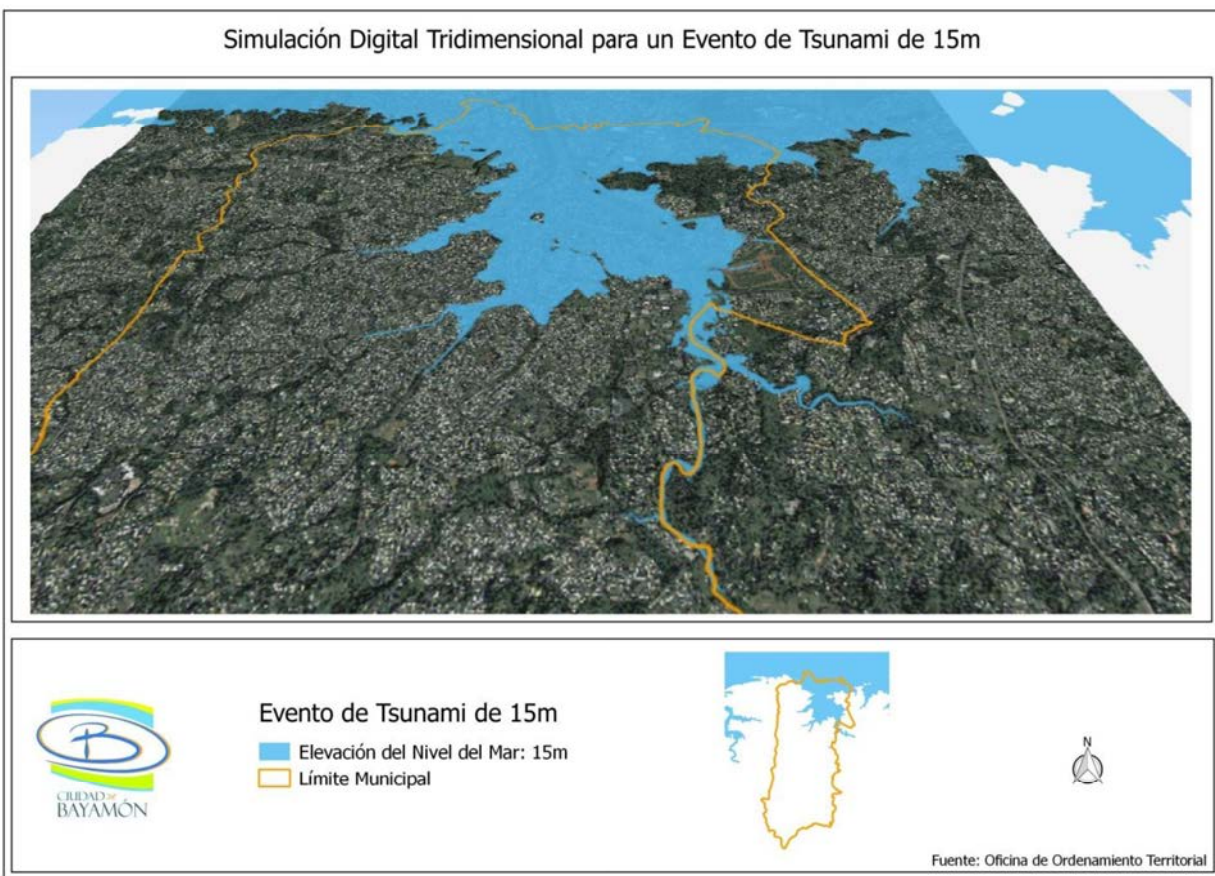 Simulación Digital Tridimensional para un Evento de Tsunami de 15m
Evento de Tsunami de 15m
Elevación del Nivel del Mar: 15m
Límite Municipal
B
CIUDAD DE
BAYAMÓN
N
Fuente: Oficina de Ordenamiento Territorial